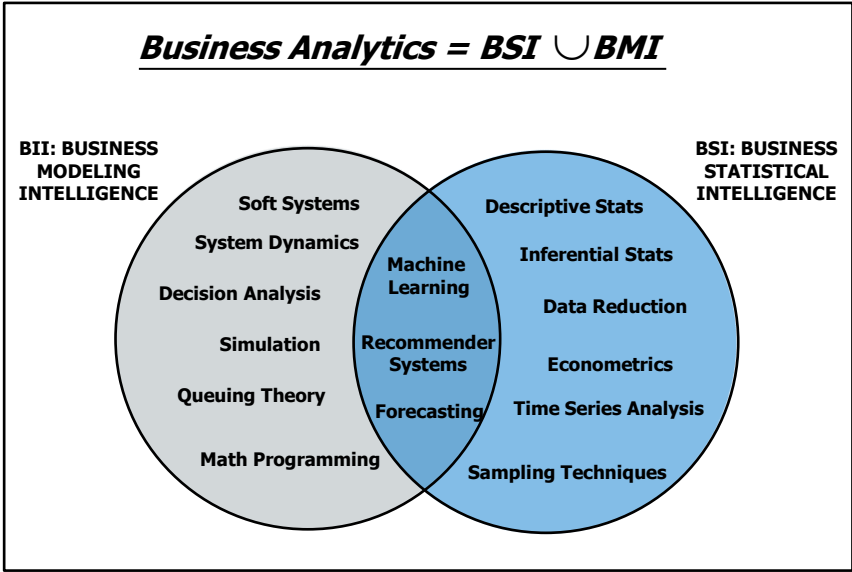 Business Analytics = BSI ∪ BMI
BII: BUSINESS
MODELING
INTELLIGENCE
BSI: BUSINESS
STATISTICAL
INTELLIGENCE
Soft Systems
System Dynamics
Decision Analysis
Simulation
Queuing Theory
Math Programming
Machine
Learning
Recommender
Systems
Forecasting
Descriptive Stats
Inferential Stats
Data Reduction
Econometrics
Time Series Analysis
Sampling Techniques